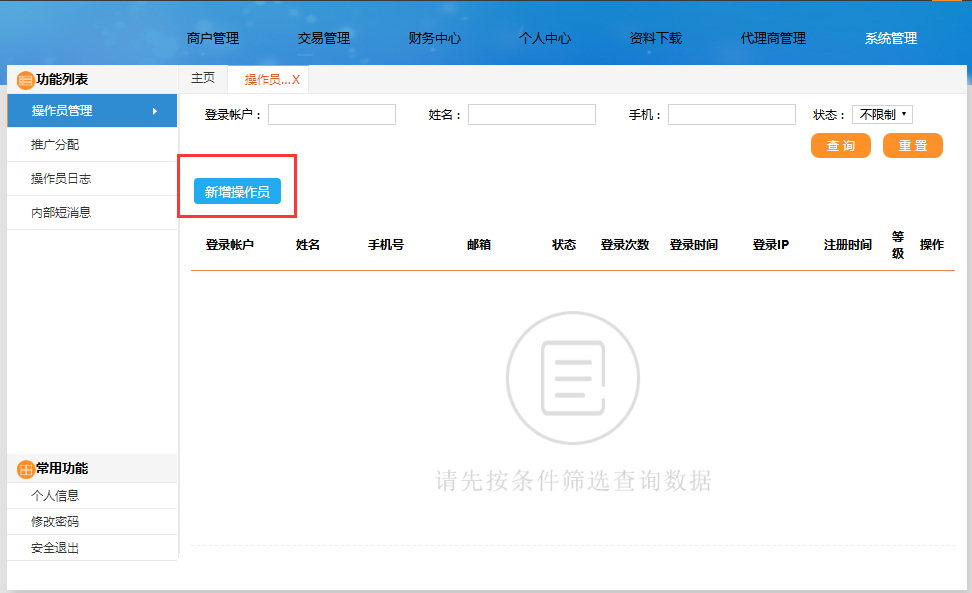 商户管理 交易管理 财务中心 个人中心 资料下载 代理商管理 系统管理
功能列表
操作员管理
推广分配
操作员日志
内部短消息
常用功能
个人信息
修改密码
安全退出
主页 操作员...X
登录帐户： 姓名： 手机： 状态： 不限制
查 询 重 置
新增操作员
登录帐户 姓名 手机号 邮箱 状态 登录次数 登录时间 登录IP 注册时间 等级 操作
请先按条件筛选查询数据